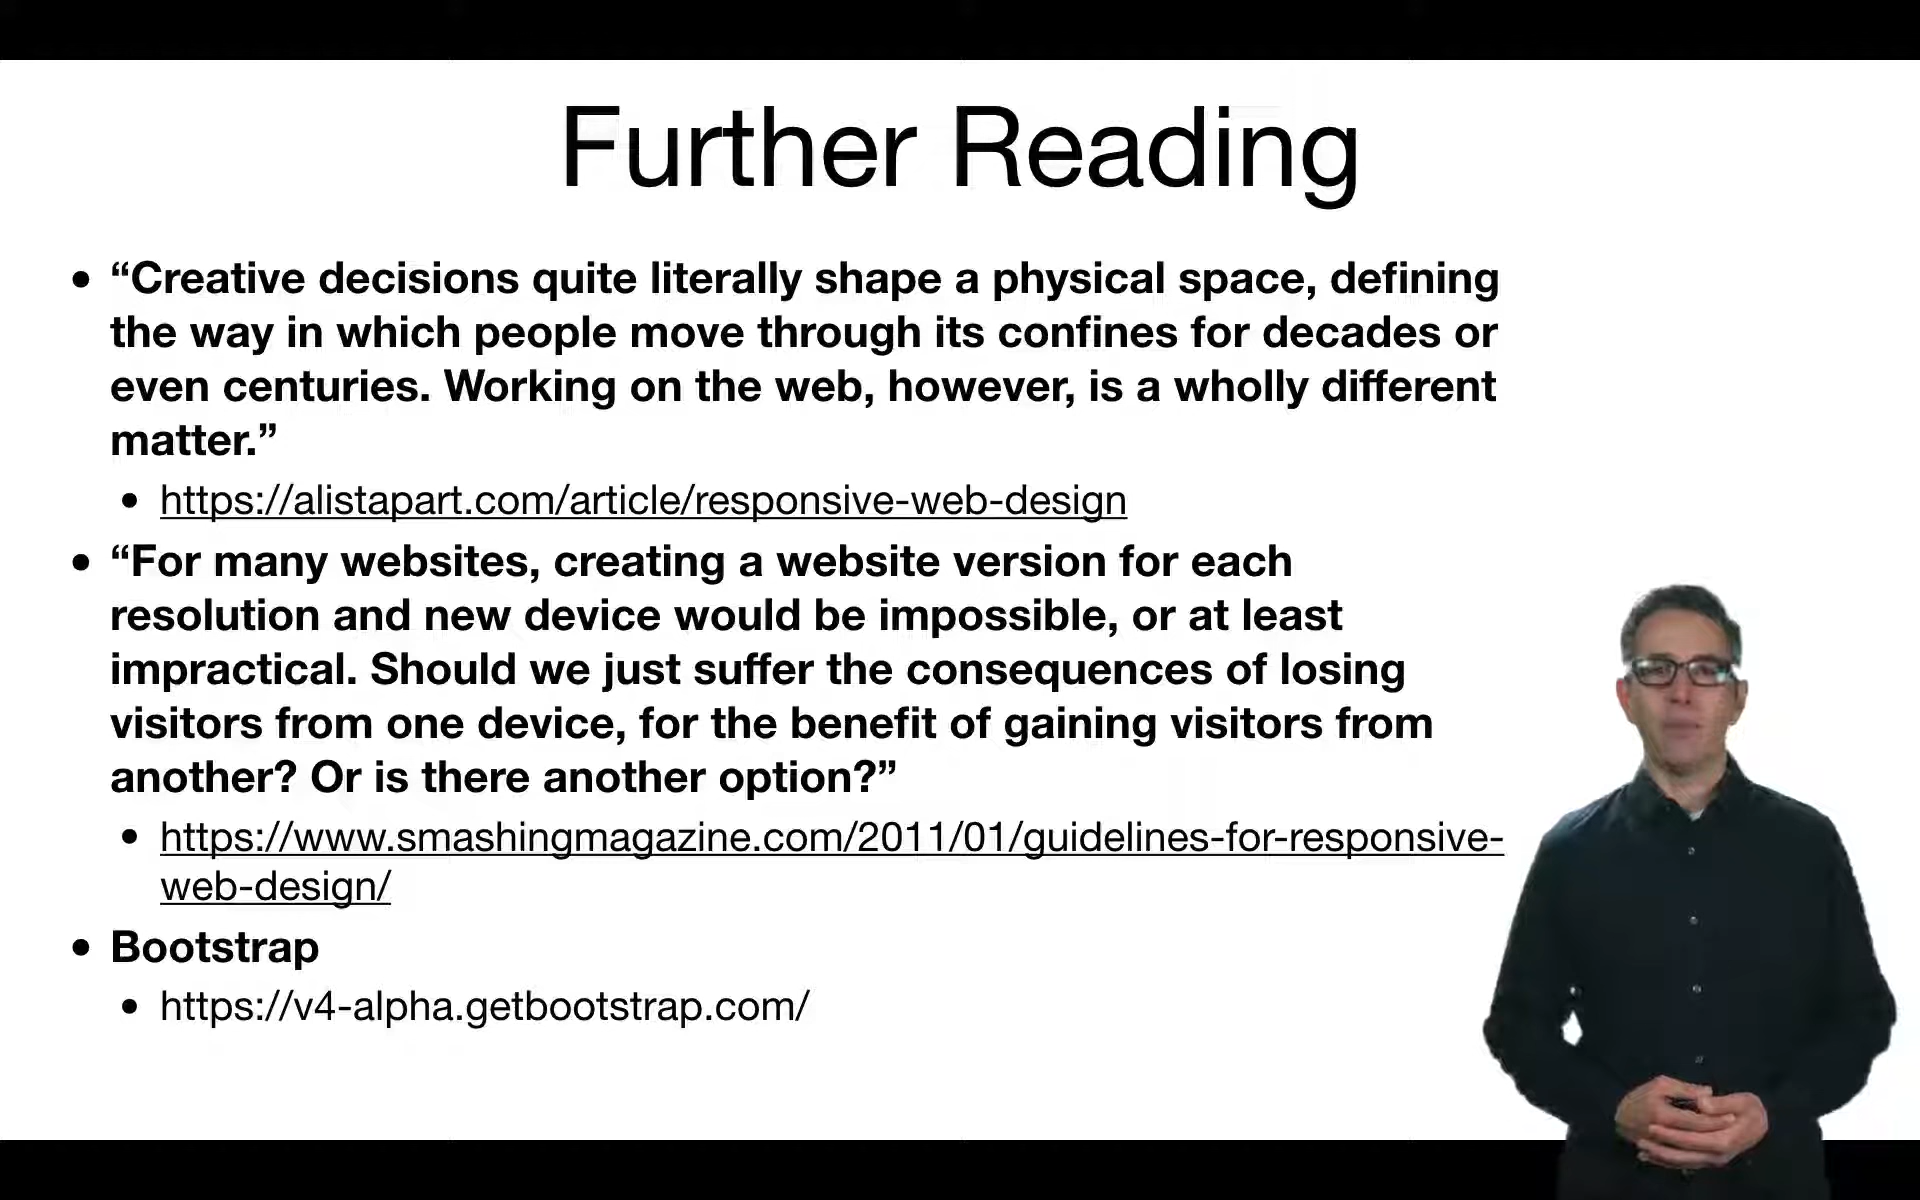 Further Reading
• “Creative decisions quite literally shape a physical space, defining
the way in which people move through its confines for decades or
even centuries. Working on the web, however, is a wholly different
matter.”
• https://alistapart.com/article/responsive-web-design
• “For many websites, creating a website version for each
resolution and new device would be impossible, or at least
impractical. Should we just suffer the consequences of losing
visitors from one device, for the benefit of gaining visitors from
another? Or is there another option?”
• https://www.smashingmagazine.com/2011/01/guidelines-for-responsive-
web-design/
• Bootstrap
• https://v4-alpha.getbootstrap.com/